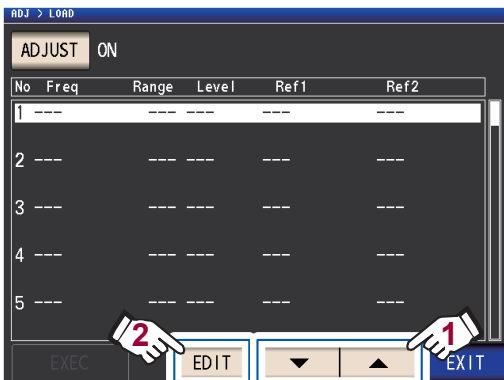 ADJ > LOAD
ADJUST ON
No Freq Range Level Ref1 Ref2
1 --- --- --- --- ---
2 --- --- --- --- ---
3 --- --- --- --- ---
4 --- --- --- --- ---
5 --- --- --- --- ---
2 1
EXEC EDIT ▼ ▲ EXIT